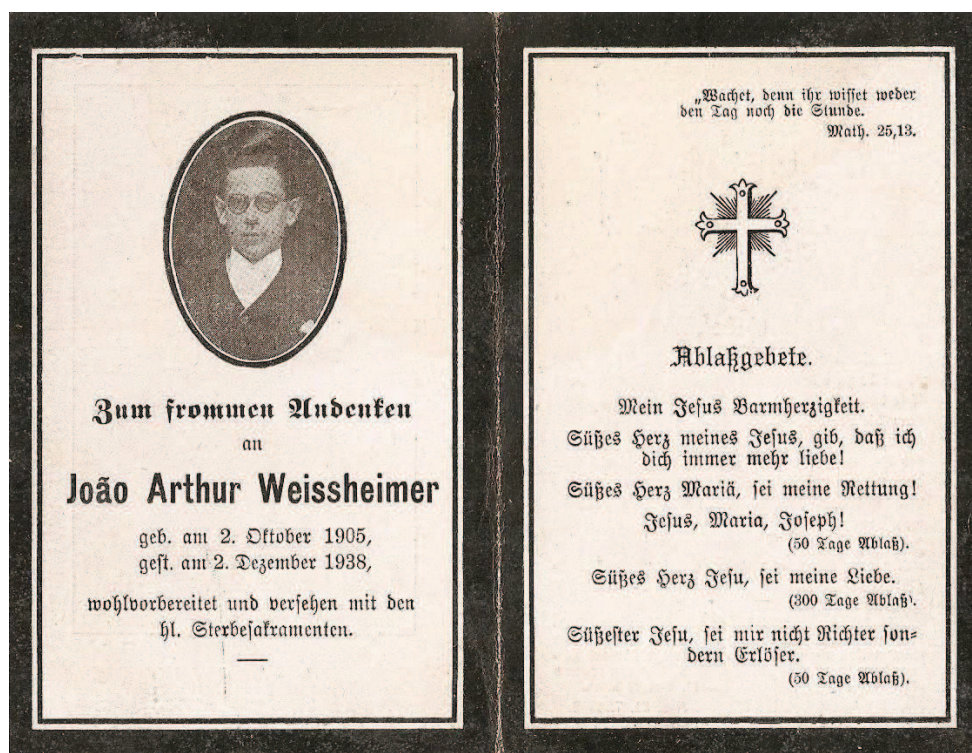 Zum frommen Andenken
an
João Arthur Weissheimer
geb. am 2. Oktober 1905,
gest. am 2. Dezember 1938,
wohlvorbereitet und versehen mit den
hl. Sterbesakramenten.
„Wachet, denn ihr wisset weder
den Tag noch die Stunde.
Math. 25,13.
Ablaßgebete.
Mein Jesus Barmherzigkeit.
Süßes Herz meines Jesus, gib, daß ich
dich immer mehr liebe!
Süßes Herz Mariä, sei meine Rettung!
Jesus, Maria, Joseph!
(50 Tage Ablaß).
Süßes Herz Jesu, sei meine Liebe.
(300 Tage Ablaß).
Süßester Jesu, sei mir nicht Richter son-
dern Erlöser.
(50 Tage Ablaß).